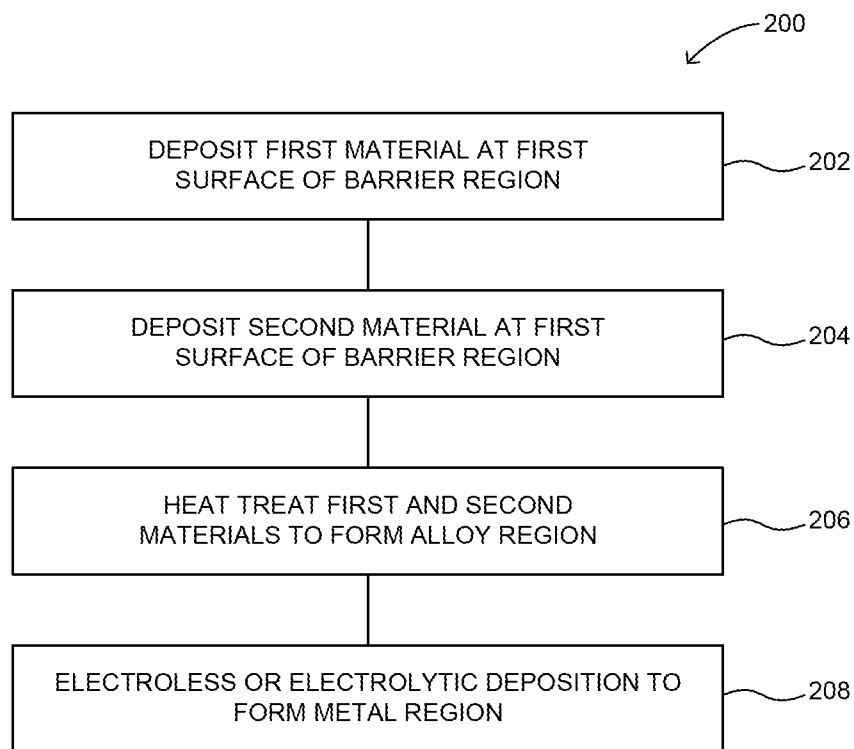 200
DEPOSIT FIRST MATERIAL AT FIRST
SURFACE OF BARRIER REGION
202
DEPOSIT SECOND MATERIAL AT FIRST
SURFACE OF BARRIER REGION
204
HEAT TREAT FIRST AND SECOND
MATERIALS TO FORM ALLOY REGION
206
ELECTROLESS OR ELECTROLYTIC DEPOSITION TO
FORM METAL REGION
208